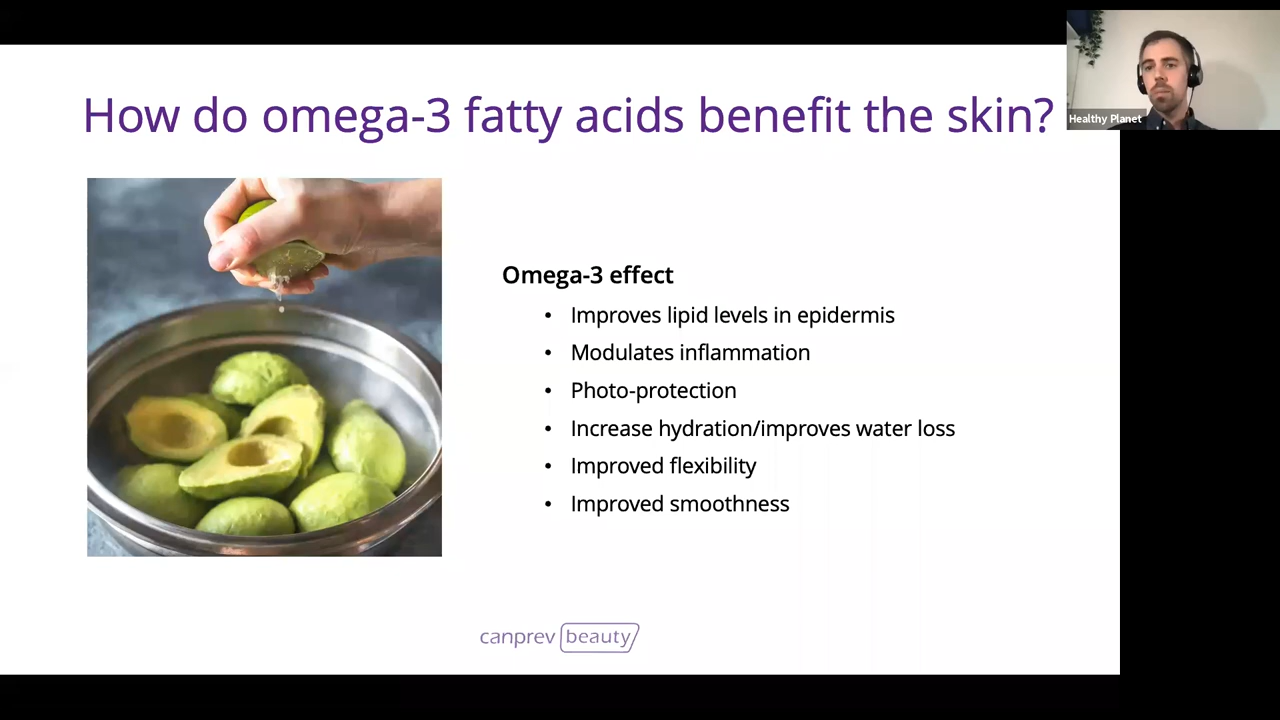 How do omega-3 fatty acids benefit the skin?
Healthy Planet
Omega-3 effect
• Improves lipid levels in epidermis
• Modulates inflammation
• Photo-protection
• Increase hydration/improves water loss
• Improved flexibility
• Improved smoothness
canprev beauty